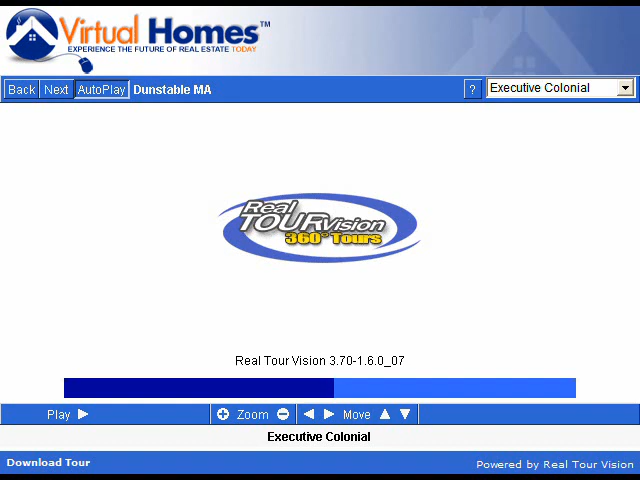 Virtual Homes™
EXPERIENCE THE FUTURE OF REAL ESTATE TODAY
Back Next AutoPlay Dunstable MA ? Executive Colonial
Real
TOURVision
360° Tours
Real Tour Vision 3.70-1.6.0_07
Play Zoom Move
Executive Colonial
Download Tour Powered by Real Tour Vision